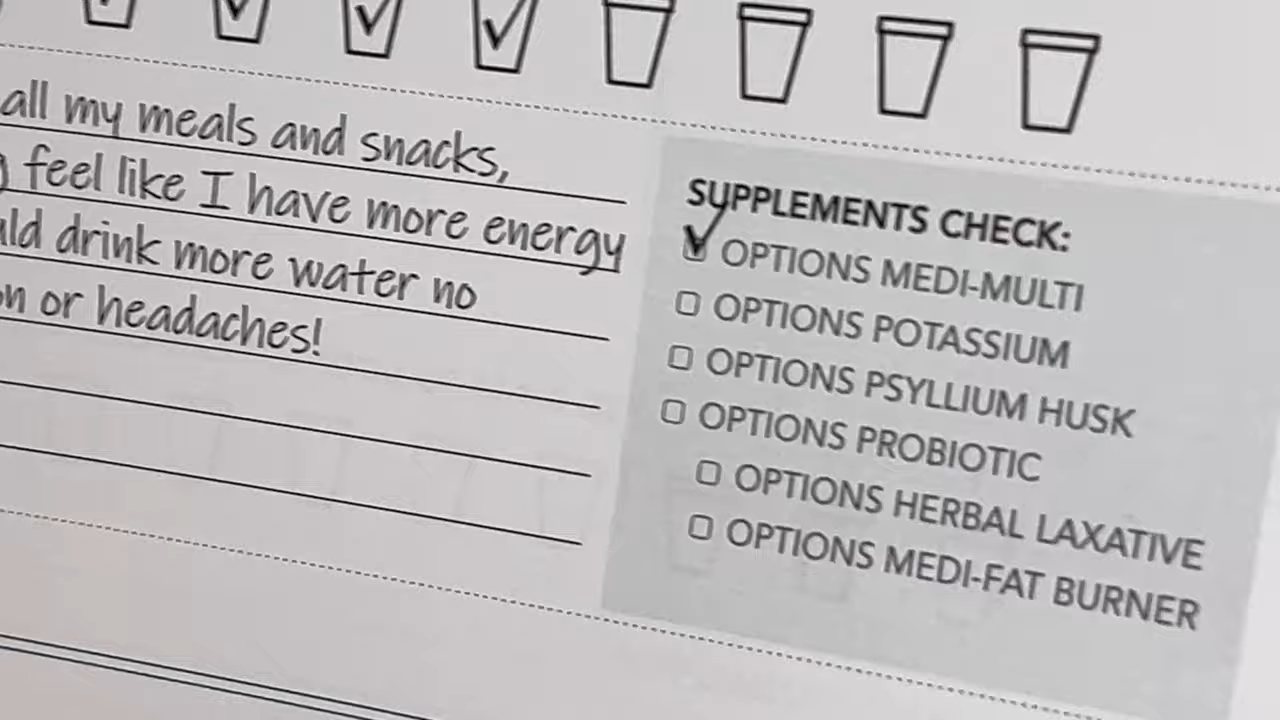 all my meals and snacks,
feel like I have more energy
drink more water no
or headaches!
SUPPLEMENTS CHECK:
OPTIONS MEDI-MULTI
OPTIONS POTASSIUM
OPTIONS PSYLLIUM HUSK
OPTIONS PROBIOTIC
OPTIONS HERBAL LAXATIVE
OPTIONS MEDI-FAT BURNER